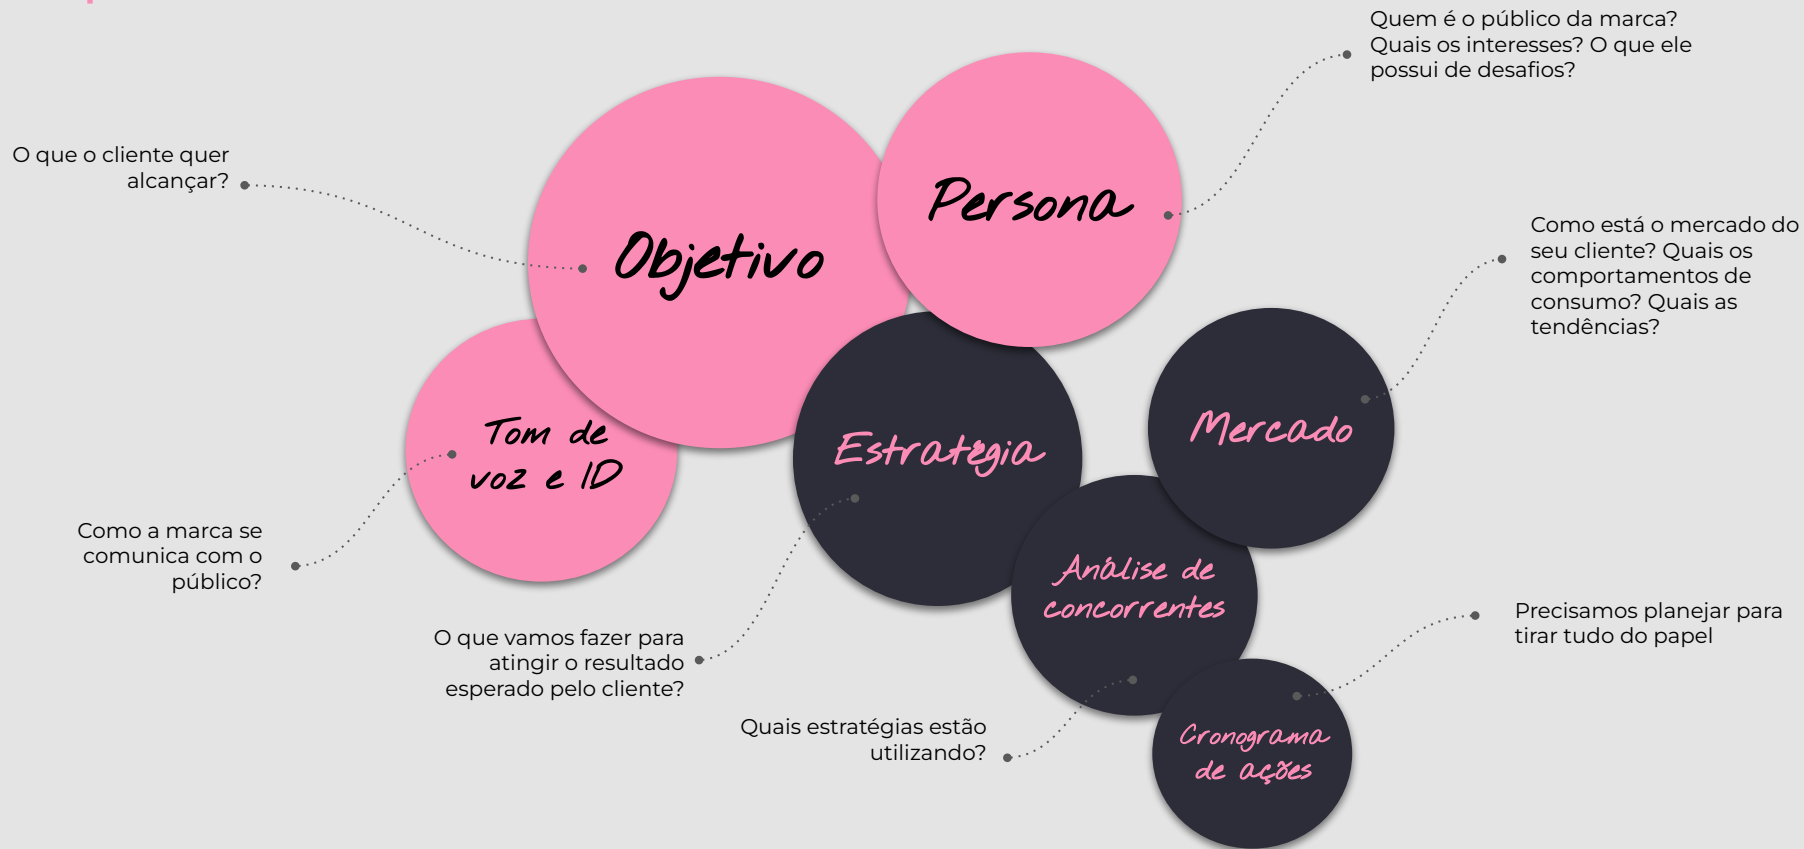 Quem é o público da marca?
Quais os interesses? O que ele
possui de desafios?
O que o cliente quer
alcançar?
Persona
Objetivo
Como está o mercado do
seu cliente? Quais os
comportamentos de
consumo? Quais as
tendências?
Tom de
voz e ID
Estratégia
Mercado
Como a marca se
comunica com o
público?
Análise de
concorrentes
O que vamos fazer para
atingir o resultado
esperado pelo cliente?
Precisamos planejar para
tirar tudo do papel
Quais estratégias estão
utilizando?
Cronograma
de ações